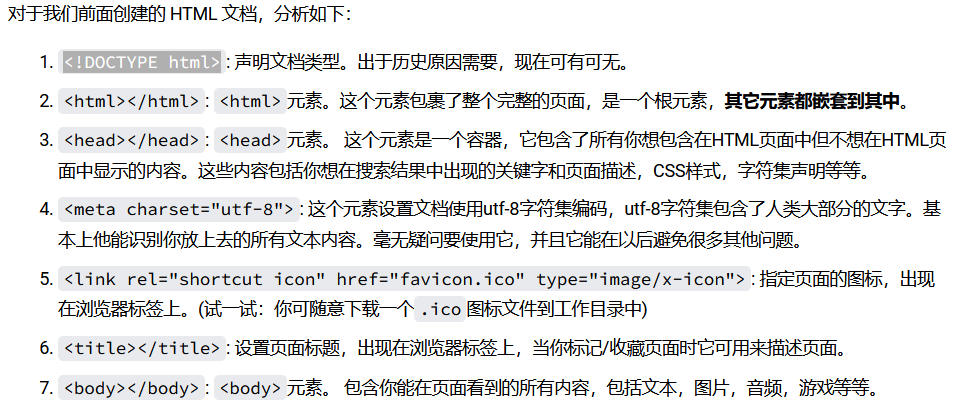 对于我们前面创建的 HTML 文档，分析如下：
1. <!DOCTYPE html>: 声明文档类型。出于历史原因需要，现在可有可无。
2. <html></html>: <html>元素。这个元素包裹了整个完整的页面，是一个根元素，其它元素都嵌套到其中。
3. <head></head>: <head>元素。 这个元素是一个容器，它包含了所有你想包含在HTML页面中但不想在HTML页
面中显示的内容。这些内容包括你想在搜索结果中出现的关键字和页面描述，CSS样式，字符集声明等等。
4. <meta charset="utf-8">: 这个元素设置文档使用utf-8字符集编码，utf-8字符集包含了人类大部分的文字。基
本上他能识别你放上去的所有文本内容。毫无疑问要使用它，并且它能在以后避免很多其他问题。
5. <link rel="shortcut icon" href="favicon.ico" type="image/x-icon">: 指定页面的图标，出现
在浏览器标签上。(试一试：你可随意下载一个.ico图标文件到工作目录中)
6. <title></title>: 设置页面标题，出现在浏览器标签上，当你标记/收藏页面时它可用来描述页面。
7. <body></body>: <body>元素。 包含你能在页面看到的所有内容，包括文本，图片，音频，游戏等等。